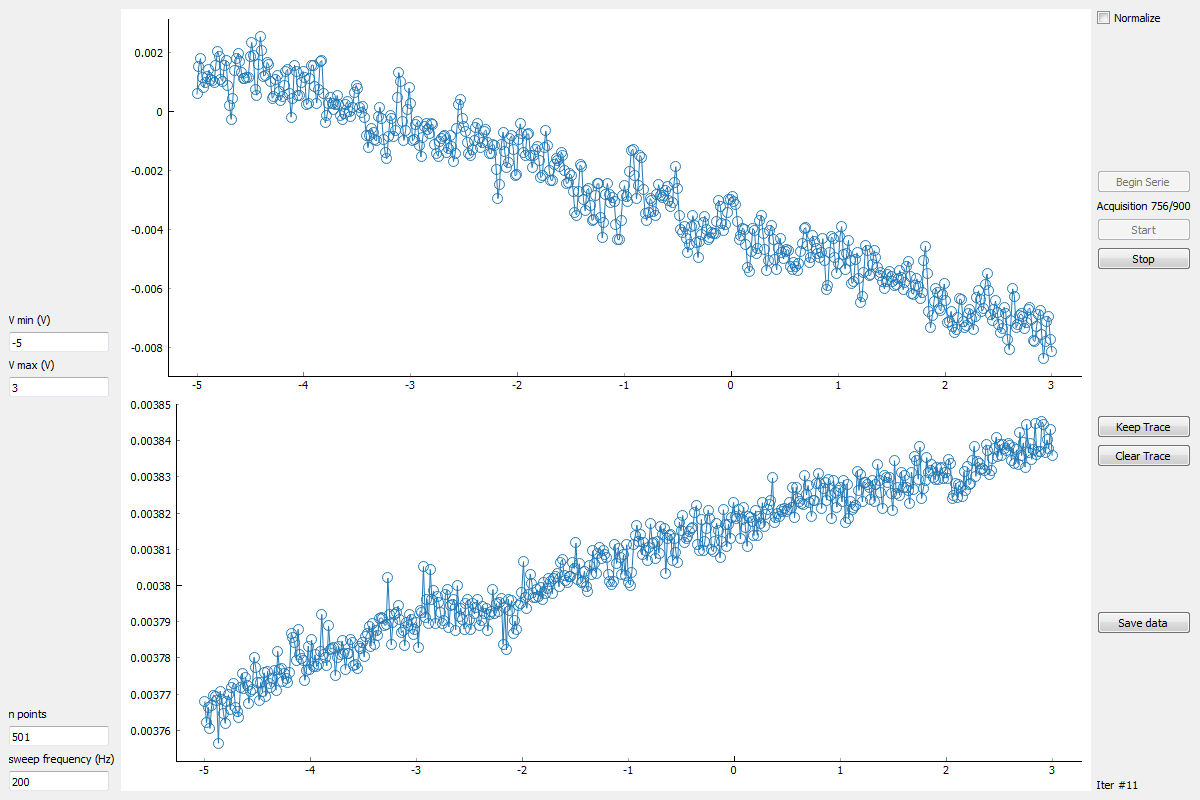 Normalize
0.002
0
-0.002
-0.004
-0.006
-0.008
-5 -4 -3 -2 -1 0 1 2 3
Begin Serie
Acquisition 756/900
Start
Stop
V min (V)
-5
V max (V)
3
0.00385
0.00384
0.00383
0.00382
0.00381
0.0038
0.00379
0.00378
0.00377
0.00376
-5 -4 -3 -2 -1 0 1 2 3
Keep Trace
Clear Trace
Save data
n points
501
sweep frequency (Hz)
200
Iter #11